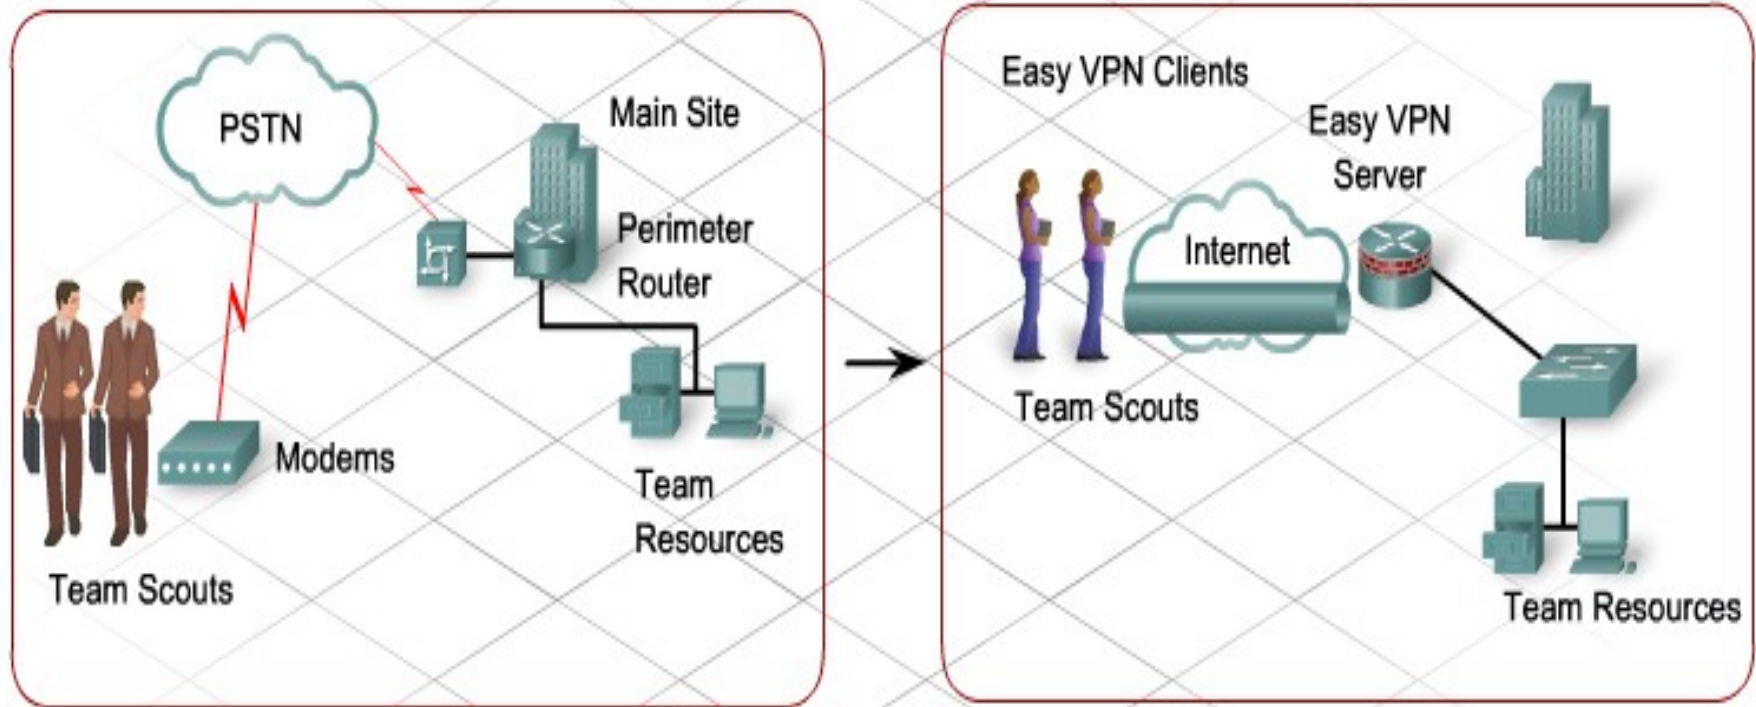 PSTN
Main Site
Perimeter
Router
Modems
Team
Resources
Team Scouts
Easy VPN Clients
Easy VPN
Server
Internet
Team Scouts
Team Resources